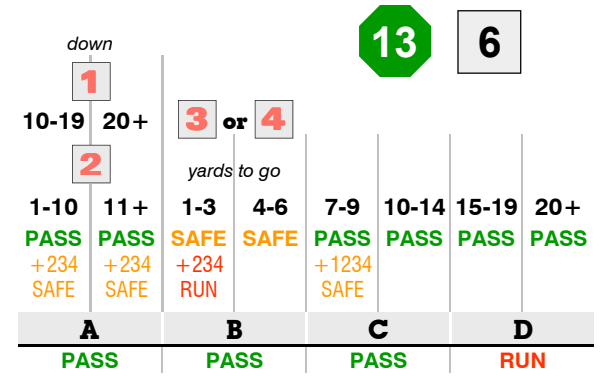 13 6
down
1
10-19 20+ 3 or 4
2 yards to go
1-10 11+ 1-3 4-6 7-9 10-14 15-19 20+
PASS PASS SAFE SAFE PASS PASS PASS PASS
+234 +234 +234 +1234
SAFE SAFE RUN SAFE
A B C D
PASS PASS PASS RUN